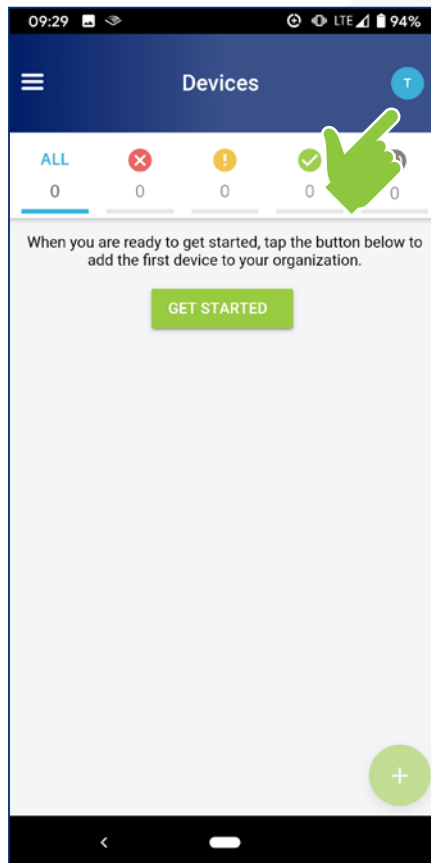 09:29 LTE 94%
Devices T
ALL
0 0 0 0 0
When you are ready to get started, tap the button below to
add the first device to your organization.
GET STARTED
+